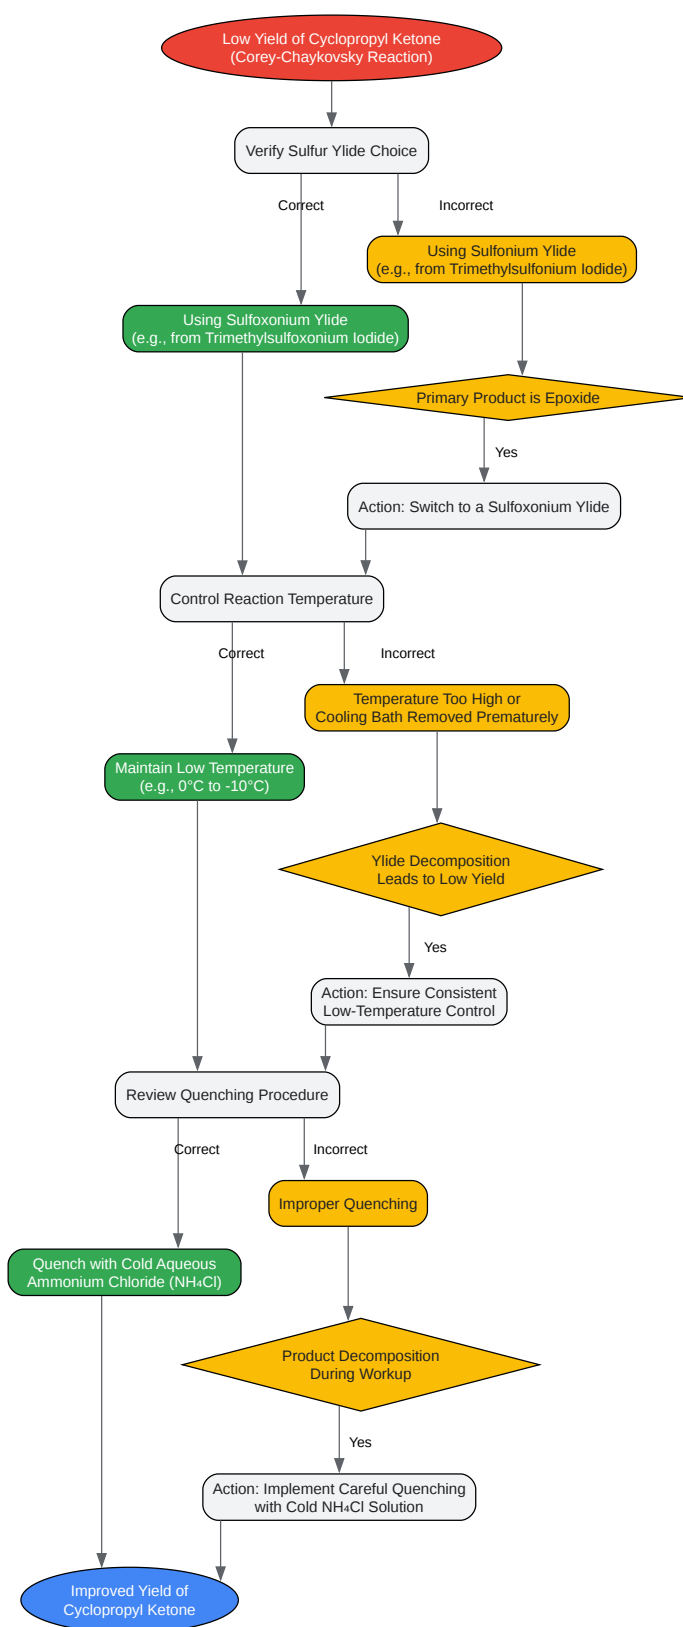 Low Yield of Cyclopropyl Ketone
(Corey-Chaykovsky Reaction)
Verify Sulfur Ylide Choice
Correct
Incorrect
Using Sulfonium Ylide
(e.g., from Trimethylsulfonium Iodide)
Using Sulfoxonium Ylide
(e.g., from Trimethylsulfoxonium Iodide)
Primary Product is Epoxide
Yes
Action: Switch to a Sulfoxonium Ylide
Control Reaction Temperature
Correct
Incorrect
Temperature Too High or
Cooling Bath Removed Prematurely
Maintain Low Temperature
(e.g., 0°C to -10°C)
Ylide Decomposition
Leads to Low Yield
Yes
Action: Ensure Consistent
Low-Temperature Control
Review Quenching Procedure
Correct
Incorrect
Improper Quenching
Quench with Cold Aqueous
Ammonium Chloride (NH₄Cl)
Product Decomposition
During Workup
Yes
Action: Implement Careful Quenching
with Cold NH₄Cl Solution
Improved Yield of
Cyclopropyl Ketone